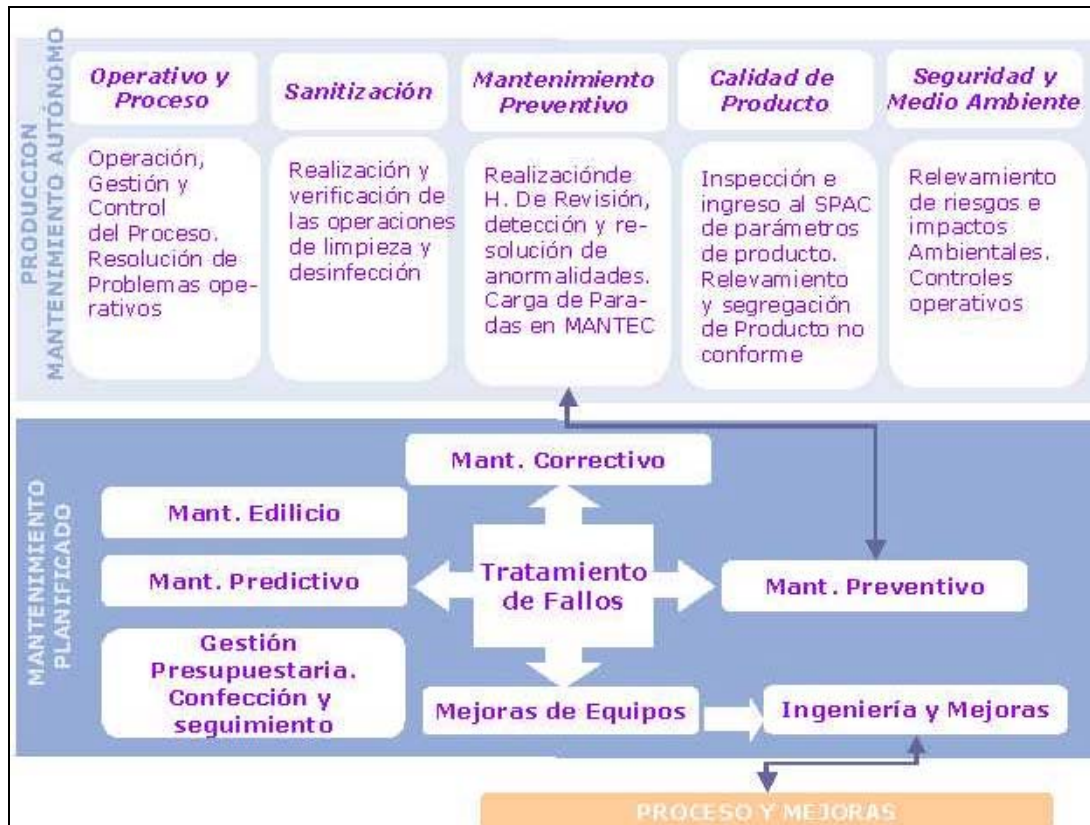 PRODUCCION
MANTENIMIENTO AUTÓNOMO
Operativo y
Proceso
Operación,
Gestión y
Control
del Proceso.
Resolución de
Problemas ope-
rativos
Sanitización
Realización y
verificación de
las operaciones
de limpieza y
desinfección
Mantenimiento
Preventivo
Realizaciónde
H. De Revisión,
detección y re-
solución de
anormalidades.
Carga de Para-
das en MANTEC
Calidad de
Producto
Inspección e
ingreso al SPAC
de parámetros
de producto.
Relevamiento
y segregación
de Producto no
conforme
Seguridad y
Medio Ambiente
Relevamiento
de riesgos e
impactos
Ambientales.
Controles
operativos
MANTENIMIENTO
PLANIFICADO
Mant. Correctivo
Mant. Edilicio
Mant. Predictivo
Tratamiento
de Fallos
Mant. Preventivo
Gestión
Presupuestaria.
Confección y
seguimiento
Mejoras de Equipos
Ingeniería y Mejoras
PROCESO Y MEJORAS